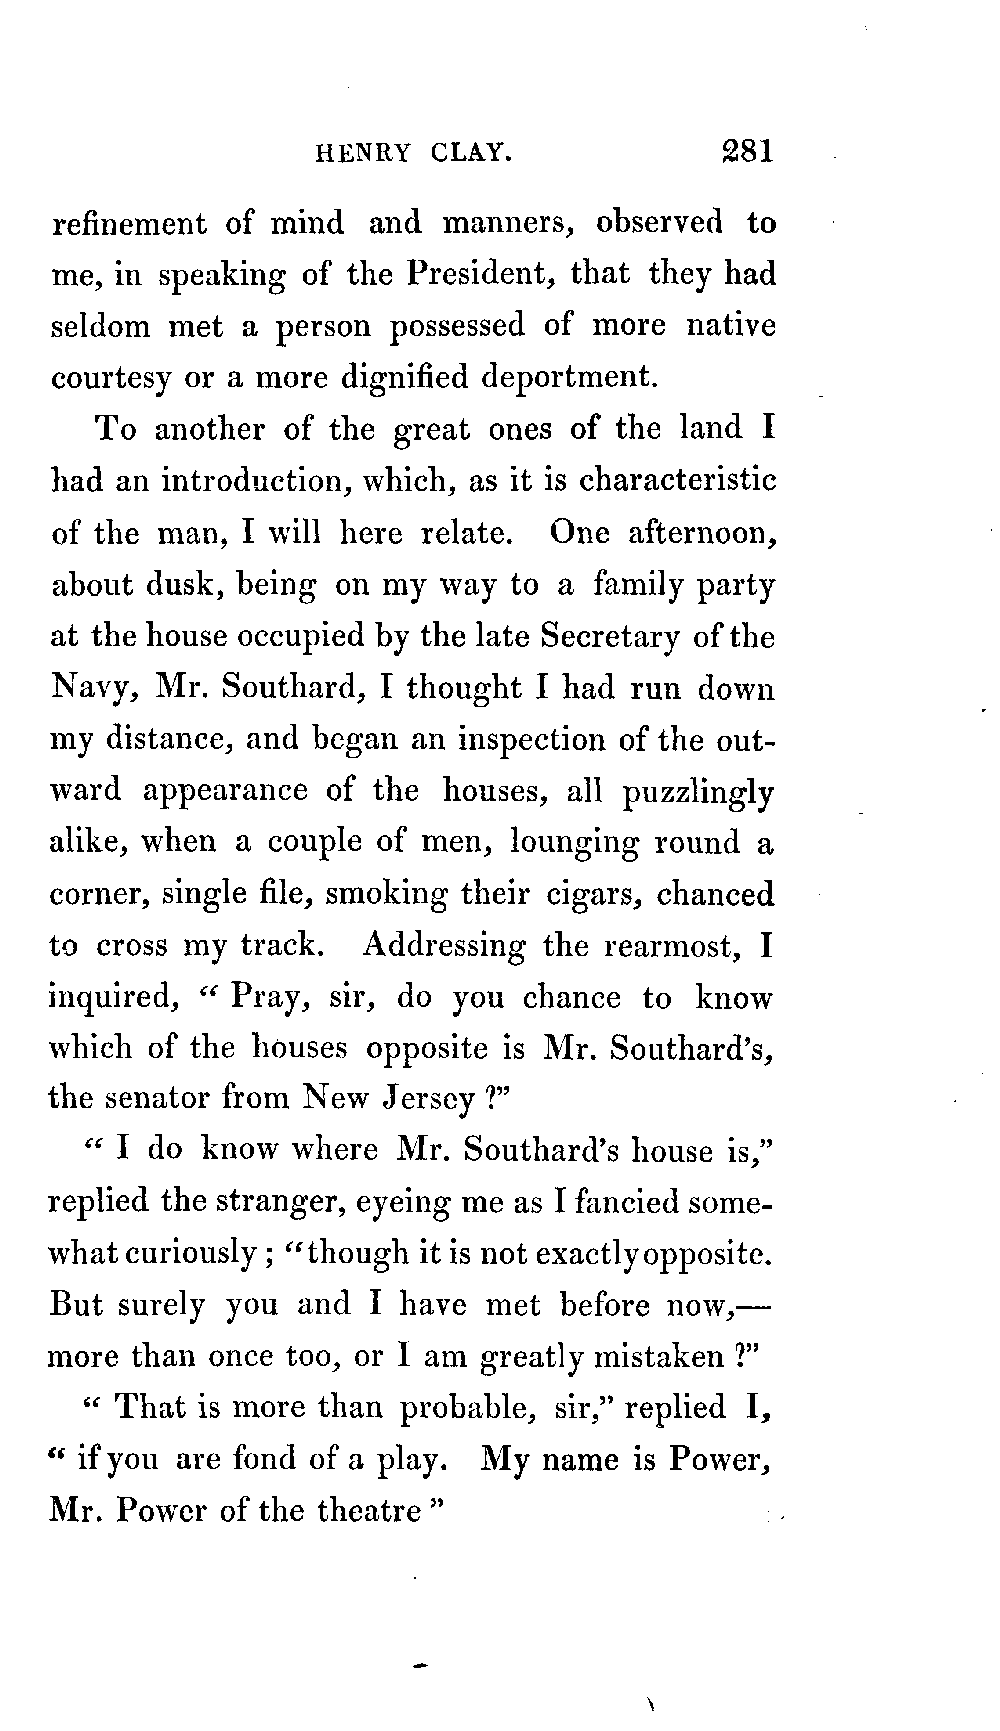 HENRY CLAY. 281
refinement of mind and manners, observed to
me, in speaking of the President, that they had
seldom met a person possessed of more native
courtesy or a more dignified deportment.
To another of the great ones of the land I
had an introduction, which, as it is characteristic
of the man, I will here relate. One afternoon,
about dusk, being on my way to a family party
at the house occupied by the late Secretary of the
Navy, Mr. Southard, I thought I had run down
my distance, and began an inspection of the out-
ward appearance of the houses, all puzzlingly
alike, when a couple of men, lounging round a
corner, single file, smoking their cigars, chanced
to cross my track. Addressing the rearmost, I
inquired, “ Pray, sir, do you chance to know
which of the houses opposite is Mr. Southard’s,
the senator from New Jersey ?”
“ I do know where Mr. Southard’s house is,”
replied the stranger, eyeing me as I fancied some-
what curiously ; “though it is not exactly opposite.
But surely you and I have met before now,—
more than once too, or I am greatly mistaken ?”
“ That is more than probable, sir,” replied I,
“ if you are fond of a play. My name is Power,
Mr. Power of the theatre ”